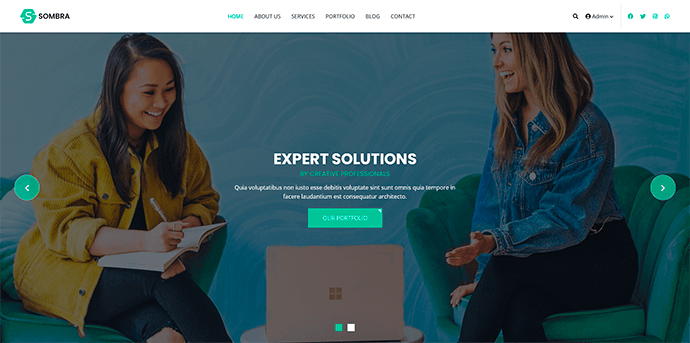 SOMBRA
HOME ABOUT US SERVICES PORTFOLIO BLOG CONTACT Admin
EXPERT SOLUTIONS
BY CREATIVE PROFESSIONALS
Quia voluptatibus non iusto esse debitis voluptate sint sunt omnis quia tempore in
facere laudantium est consequatur architecto.
OUR PORTFOLIO